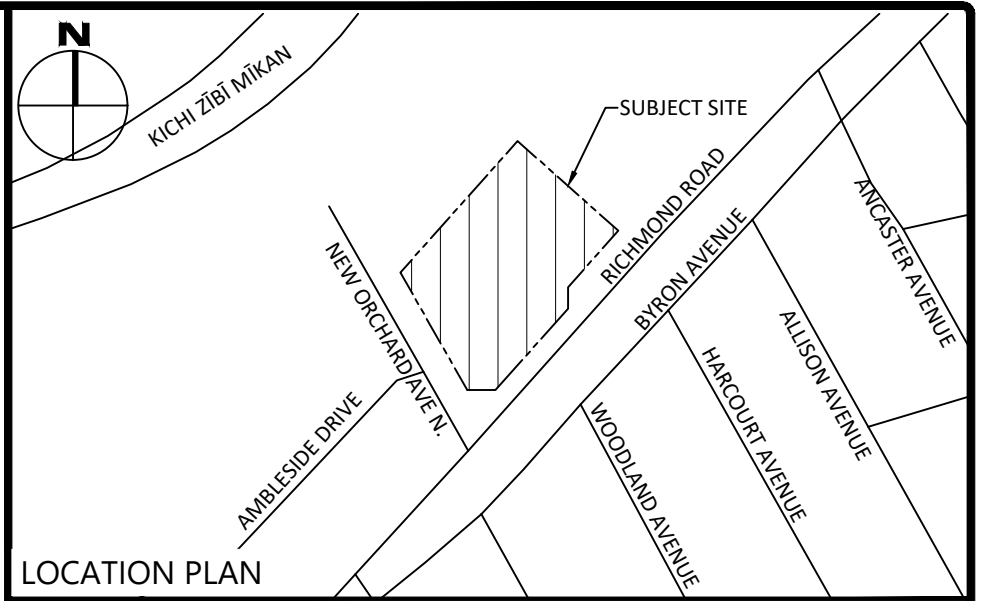 N
KICHI ZĪBĪ MĪKAN
SUBJECT SITE
RICHMOND ROAD
BYRON AVENUE
ANCASTER AVENUE
NEW ORCHARD AVE N.
ALLISON AVENUE
HARCOURT AVENUE
AMBLESIDE DRIVE
WOODLAND AVENUE
LOCATION PLAN